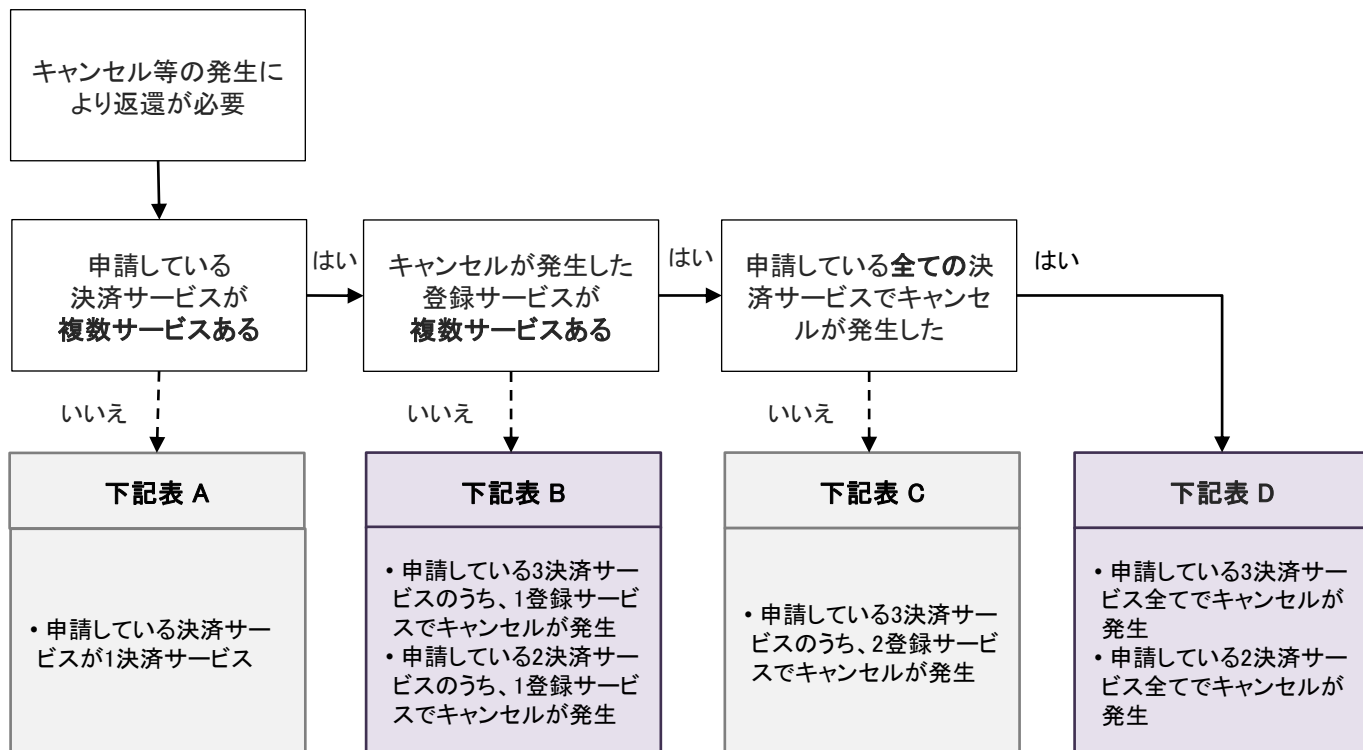 キャンセル等の発生に
より返還が必要
申請している
決済サービスが
複数サービスある
はい
キャンセルが発生した
登録サービスが
複数サービスある
はい
申請している全ての決
済サービスでキャンセ
ルが発生した
はい
いいえ
いいえ
いいえ
下記表 A
・申請している決済サー
ビスが1決済サービス
下記表 B
・申請している3決済サー
ビスのうち、1登録サービ
スでキャンセルが発生
・申請している2決済サー
ビスのうち、1登録サービ
スでキャンセルが発生
下記表 C
・申請している3決済サー
ビスのうち、2登録サービ
スでキャンセルが発生
下記表 D
・申請している3決済サー
ビス全てでキャンセルが
発生
・申請している2決済サー
ビス全てでキャンセルが
発生